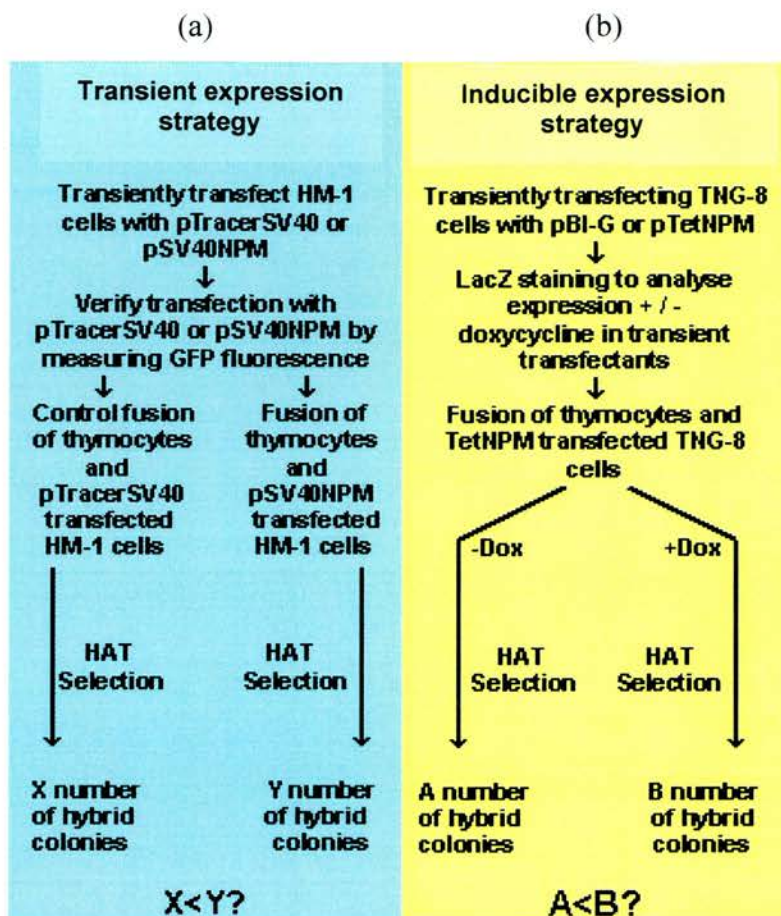 (a)
Transient expression
strategy
Transiently transfect HM-1
cells with pTracerSV40 or
pSV40NPM
Verify transfection with
pTracerSV40 or pSV40NPM by
measuring GFP fluorescence
Control fusion
of thymocytes
and
pTracerSV40
transfected
HM-1 cells
Fusion of
thymocytes
and
pSV40NPM
transfected
HM-1 cells
HAT
Selection
HAT
Selection
X number
of hybrid
colonies
Y number
of hybrid
colonies
X<Y?
(b)
Inducible expression
strategy
Transiently transfecting TNG-8
cells with pBI-G or pTetNPM
LacZ staining to analyse
expression + / -
doxycycline in transient
transfectants
Fusion of thymocytes and
TetNPM transfected TNG-8
cells
-Dox
+Dox
HAT
Selection
HAT
Selection
A number
of hybrid
colonies
B number
of hybrid
colonies
A<B?